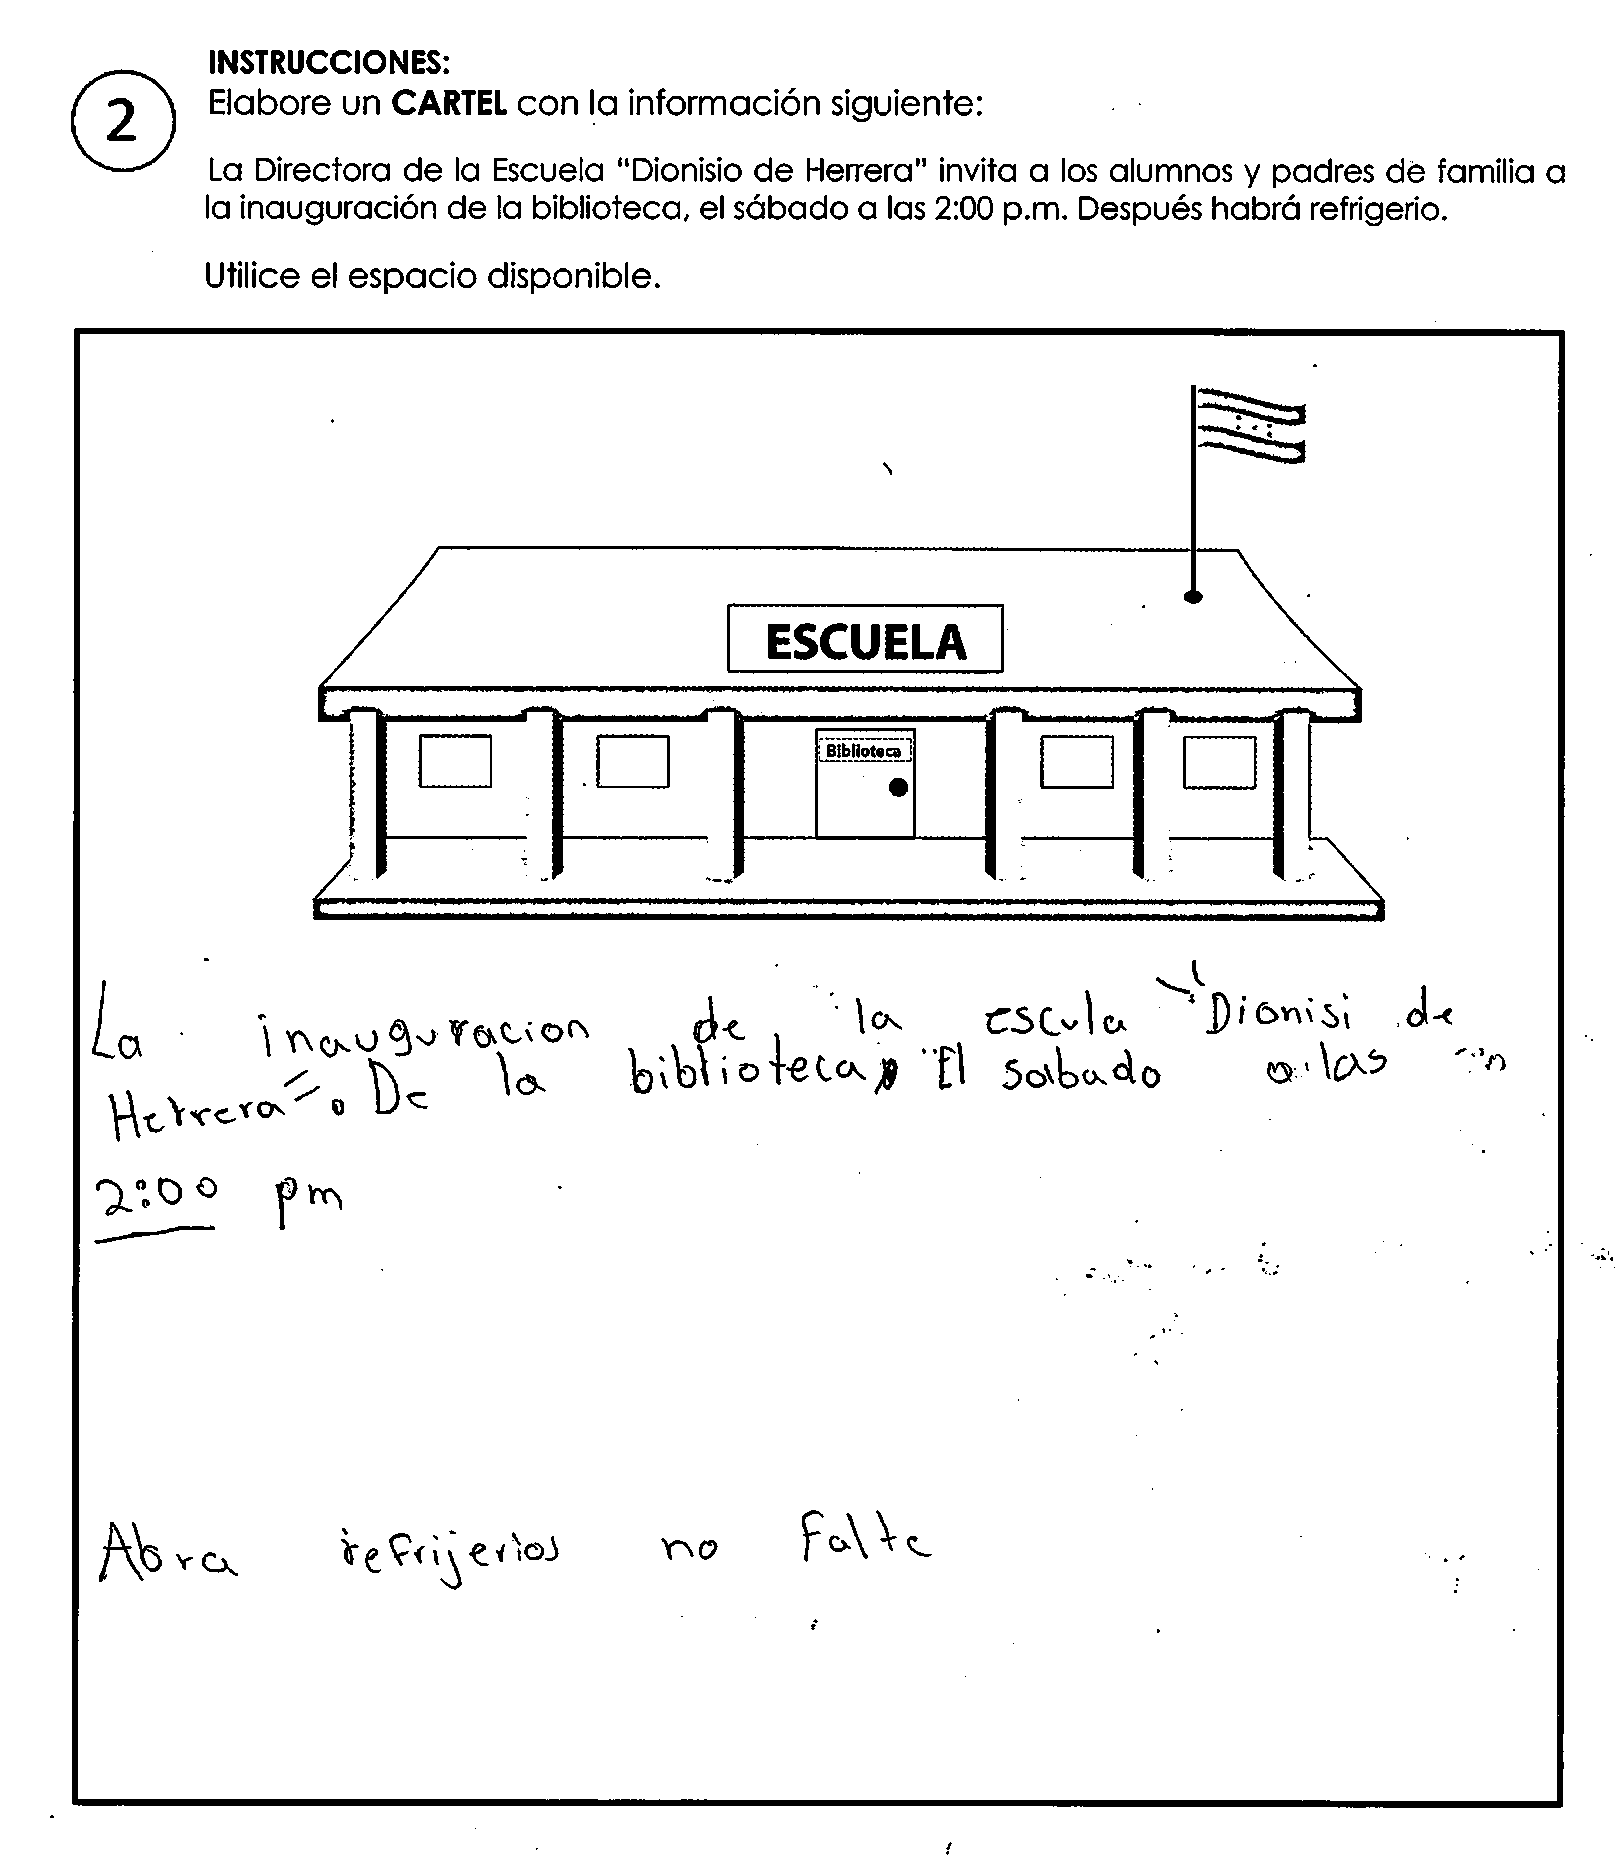 INSTRUCCIONES:
2
Elabore un CARTEL con la información siguiente:
La Directora de la Escuela "Dionisio de Herrera" invita a los alumnos y padres de familia a
la inauguración de la biblioteca, el sábado a las 2:00 p.m. Después habrá refrigerio.
Utilice el espacio disponible.
ESCUELA
Biblioteca
La inauguracion de la escula "Dionisi de
Herrera". De la biblioteca, El sabado a las
2:00 pm
Abra refrijerios no Falte